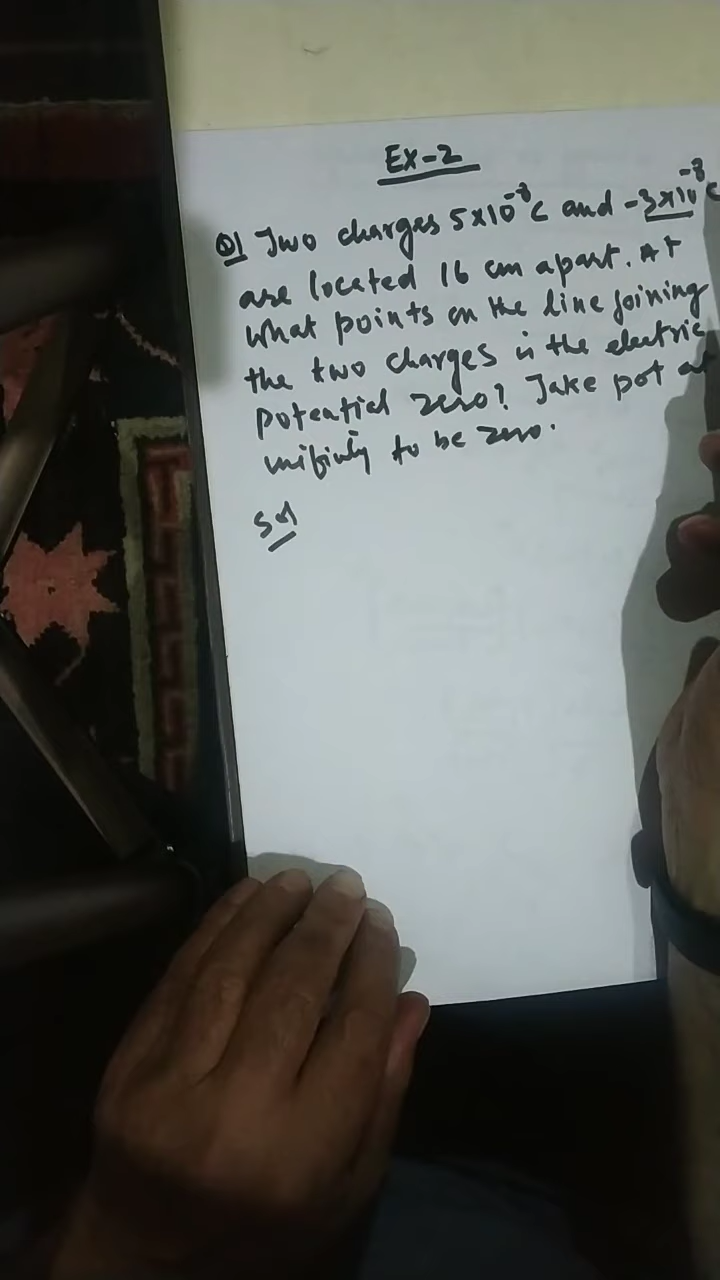 Ex-2
Q1 Two charges 5×10⁻⁸C and -3×10⁻⁸C
are located 16 cm apart. At
what points on the line joining
the two charges is the electric
potential zero? Take pot at
infinity to be zero.
Sol